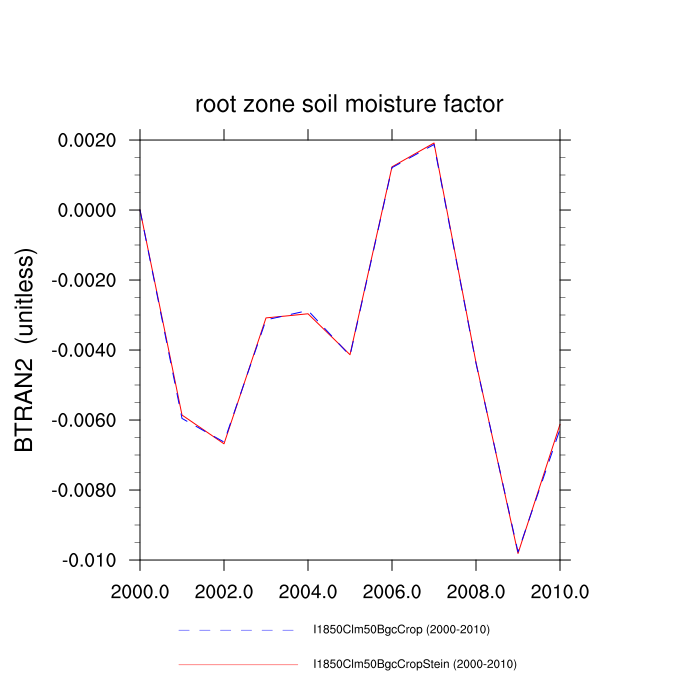 root zone soil moisture factor
BTRAN2 (unitless)
0.0020
0.0000
-0.0020
-0.0040
-0.0060
-0.0080
-0.010
2000.0 2002.0 2004.0 2006.0 2008.0 2010.0
I1850Clm50BgcCrop (2000-2010)
I1850Clm50BgcCropStein (2000-2010)